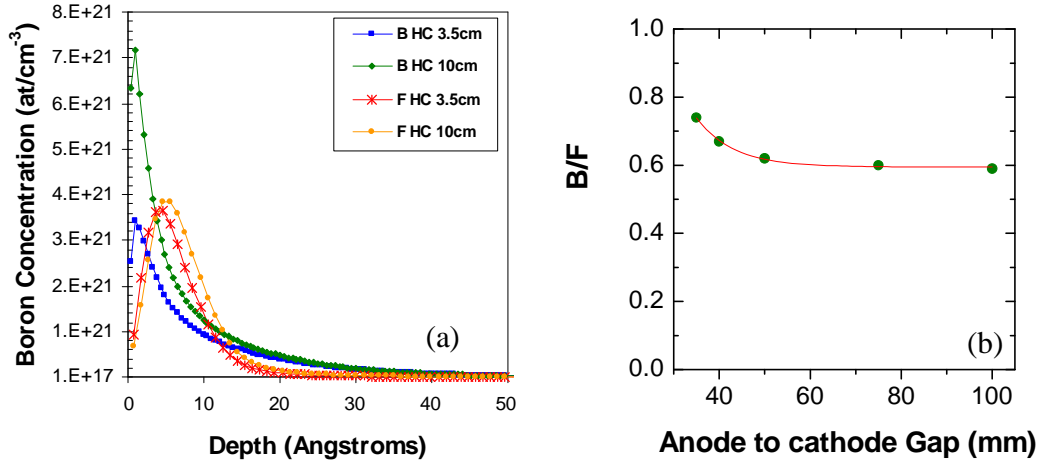 8.E+21
7.E+21
6.E+21
5.E+21
4.E+21
3.E+21
2.E+21
1.E+21
1.E+17
Boron Concentration (at/cm-3)
0 10 20 30 40 50
Depth (Angstroms)
B HC 3.5cm
B HC 10cm
F HC 3.5cm
F HC 10cm
(a)
1.0
0.8
0.6
0.4
0.2
0.0
B/F
40 60 80 100
Anode to cathode Gap (mm)
(b)